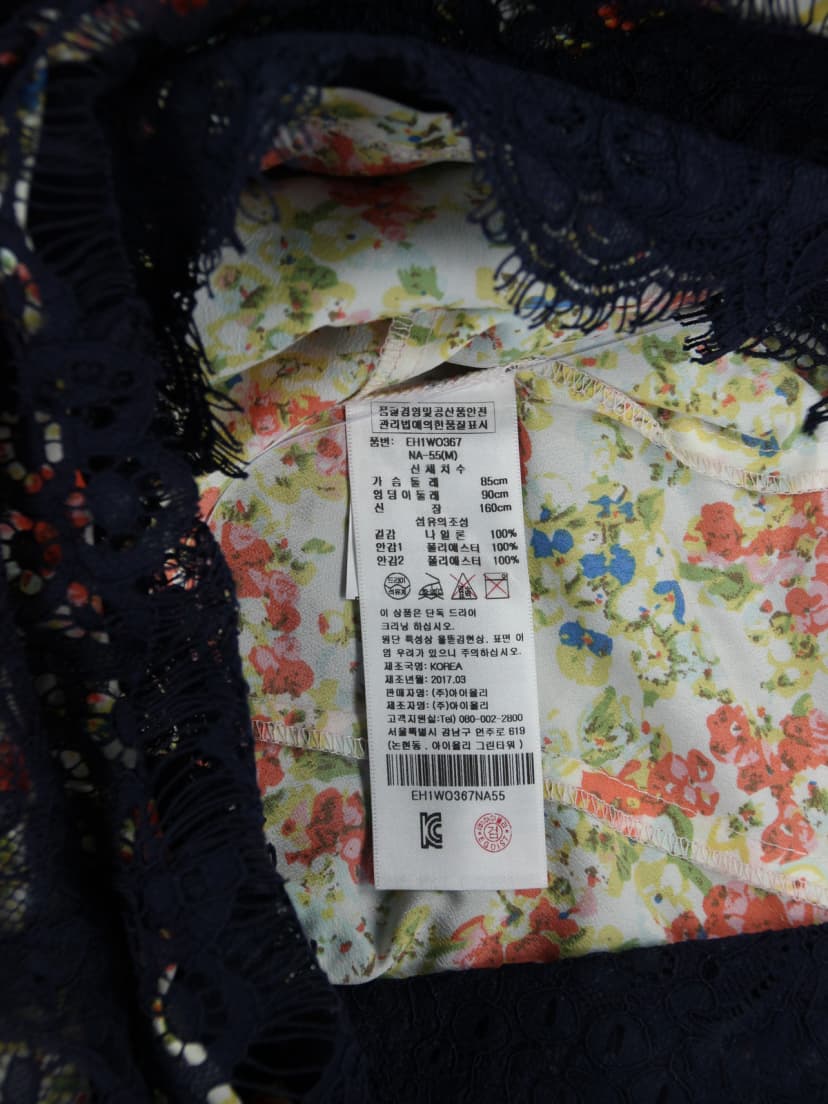 품질경영및공산품안전
관리법에의한품질표시
품번: EH1WO367
NA-55(M)
신체치수
가슴둘레 85cm
엉덩이둘레 90cm
신 장 160cm
섬유의조성
겉감 나일론 100%
안감1 폴리에스터 100%
안감2 폴리에스터 100%
드라이
이 상품은 단독 드라이
크리닝 하십시오.
원단 특성상 올뜯김현상, 표면 이
염 우려가 있으니 주의하십시오.
제조국명: KOREA
제조년월: 2017.03
판매자명: (주)아이올리
제조자명: (주)아이올리
고객지원실:Tel) 080-002-2800
서울특별시 강남구 언주로 619
(논현동, 아이올리 그린타워)
EH1WO367NA55
검
EGOIST